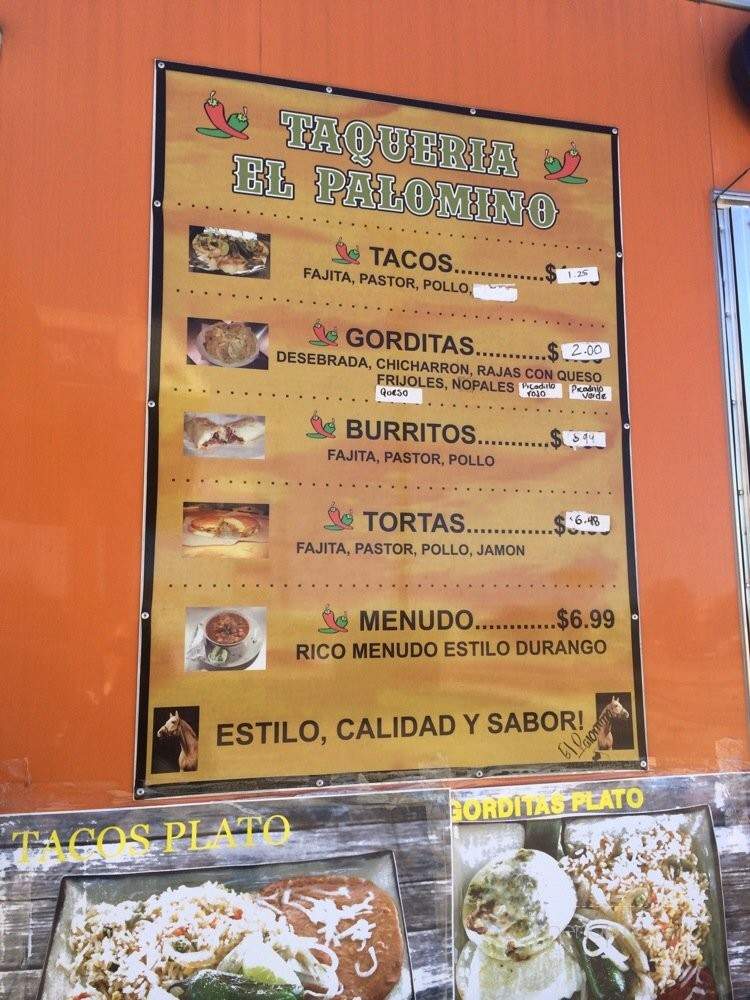 TAQUERIA
EL PALOMINO
TACOS..............$1.25
FAJITA, PASTOR, POLLO,
GORDITAS...........$2.00
DESEBRADA, CHICHARRON, RAJAS CON QUESO
FRIJOLES, NOPALES Picadillo rojo Picadillo verde
Queso
BURRITOS...........$
FAJITA, PASTOR, POLLO
TORTAS..............$6.48
FAJITA, PASTOR, POLLO, JAMON
MENUDO............$6.99
RICO MENUDO ESTILO DURANGO
ESTILO, CALIDAD Y SABOR!
El Palomino
TACOS PLATO
GORDITAS PLATO